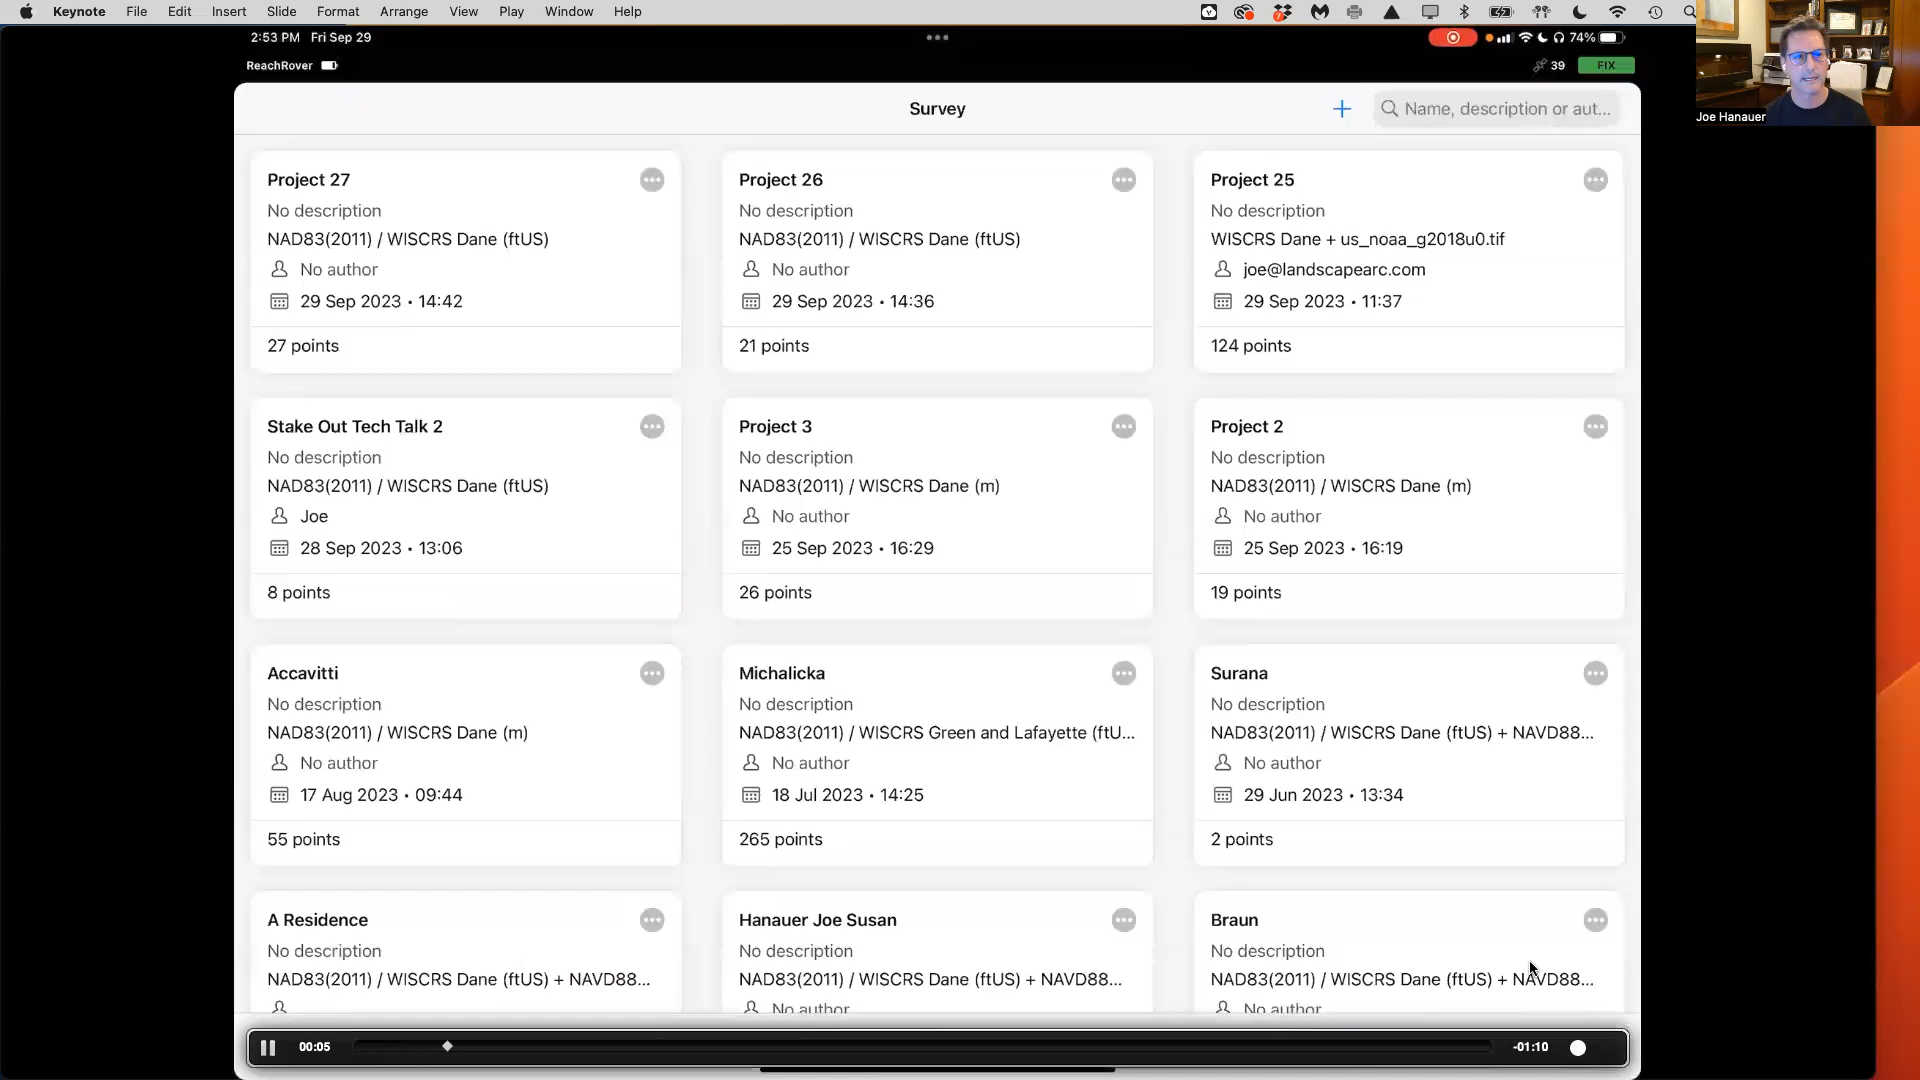 Keynote File Edit Insert Slide Format Arrange View Play Window Help
2:53 PM Fri Sep 29
74%
ReachRover
39 FIX
Joe Hanauer
Survey
Name, description or aut...
Project 27
No description
NAD83(2011) / WISCRS Dane (ftUS)
No author
29 Sep 2023 • 14:42
27 points
Project 26
No description
NAD83(2011) / WISCRS Dane (ftUS)
No author
29 Sep 2023 • 14:36
21 points
Project 25
No description
WISCRS Dane + us_noaa_g2018u0.tif
joe@landscapearc.com
29 Sep 2023 • 11:37
124 points
Stake Out Tech Talk 2
No description
NAD83(2011) / WISCRS Dane (ftUS)
Joe
28 Sep 2023 • 13:06
8 points
Project 3
No description
NAD83(2011) / WISCRS Dane (m)
No author
25 Sep 2023 • 16:29
26 points
Project 2
No description
NAD83(2011) / WISCRS Dane (m)
No author
25 Sep 2023 • 16:19
19 points
Accavitti
No description
NAD83(2011) / WISCRS Dane (m)
No author
17 Aug 2023 • 09:44
55 points
Michalicka
No description
NAD83(2011) / WISCRS Green and Lafayette (ftU...
No author
18 Jul 2023 • 14:25
265 points
Surana
No description
NAD83(2011) / WISCRS Dane (ftUS) + NAVD88...
No author
29 Jun 2023 • 13:34
2 points
A Residence
No description
NAD83(2011) / WISCRS Dane (ftUS) + NAVD88...
Hanauer Joe Susan
No description
NAD83(2011) / WISCRS Dane (ftUS) + NAVD88...
No author
Braun
No description
NAD83(2011) / WISCRS Dane (ftUS) + NAVD88...
No author
00:05
-01:10